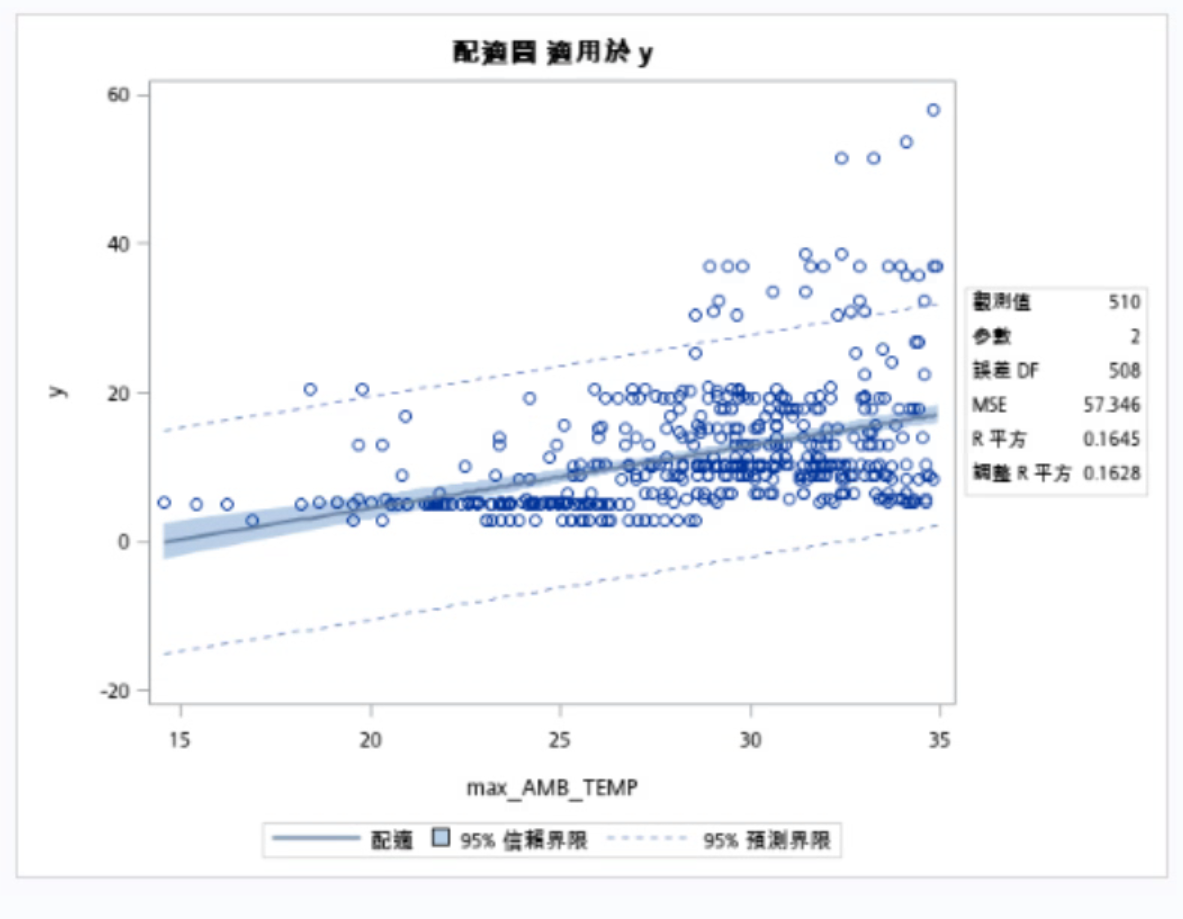 配適圖 適用於 y
60
40
20
0
-20
y
15 20 25 30 35
max_AMB_TEMP
觀測值 510
參數 2
誤差 DF 508
MSE 57.346
R 平方 0.1645
調整 R 平方 0.1628
配適 95% 信賴界限 95% 預測界限